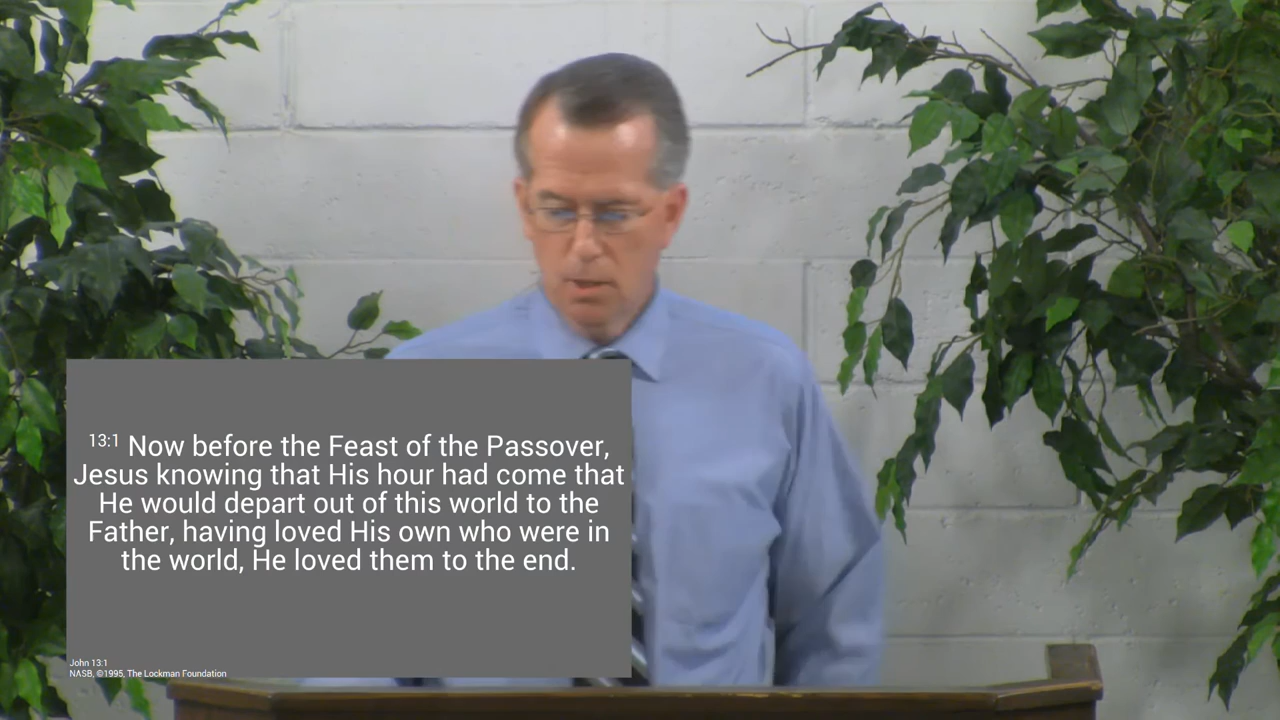 13:1 Now before the Feast of the Passover,
Jesus knowing that His hour had come that
He would depart out of this world to the
Father, having loved His own who were in
the world, He loved them to the end.
John 13:1
NASB, ©1995, The Lockman Foundation